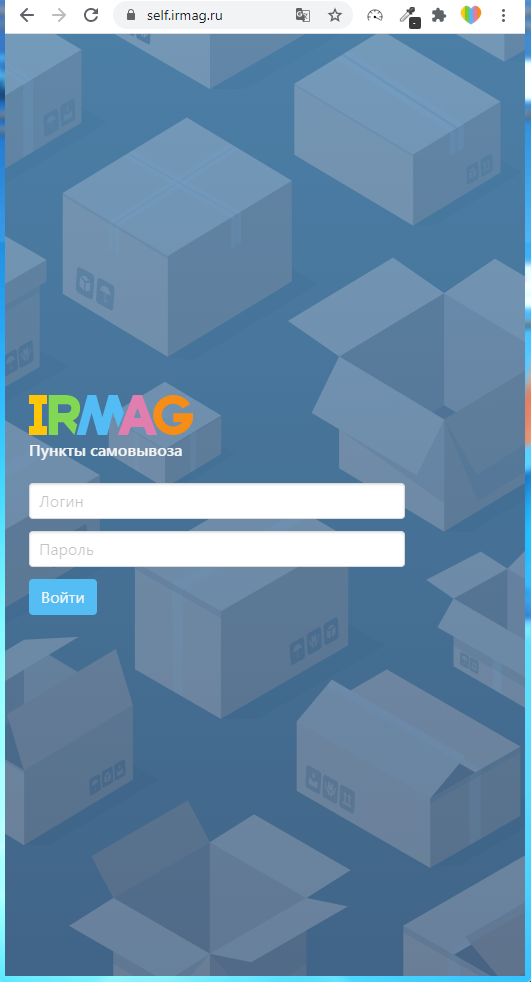 self.irmag.ru
IRMAG
Пункты самовывоза
Логин
Пароль
Войти